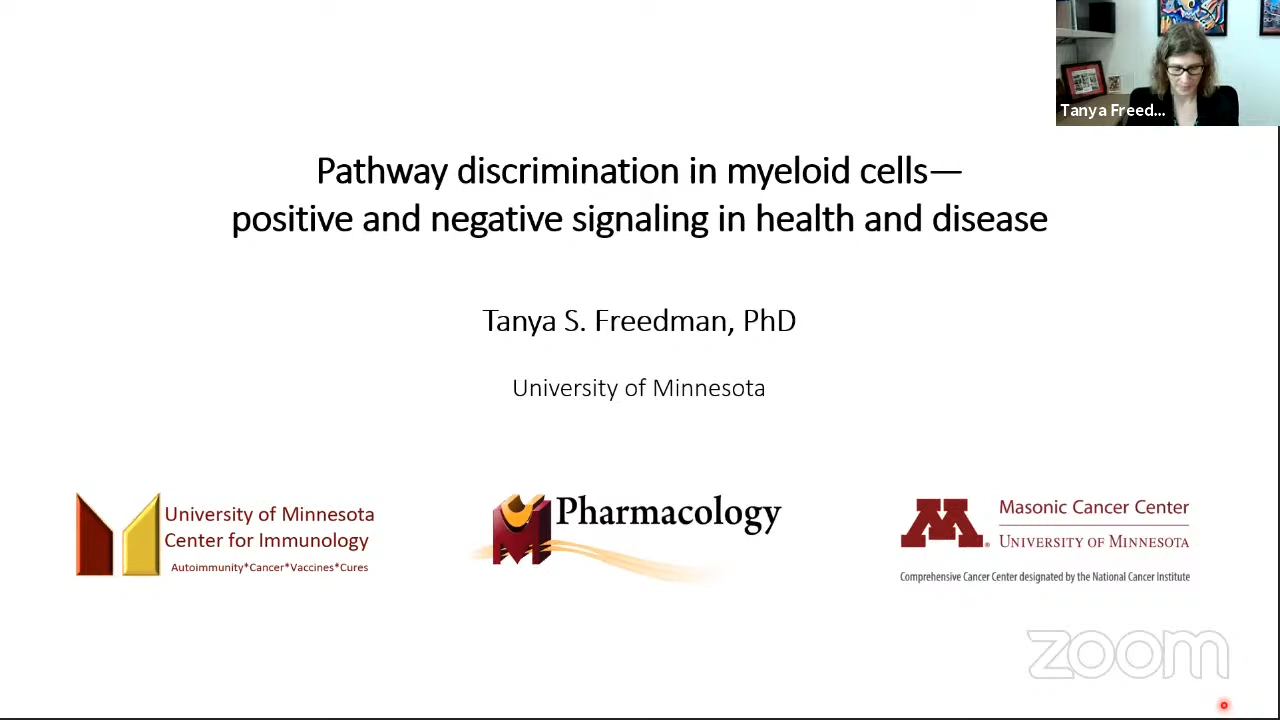 Tanya Freed...
Pathway discrimination in myeloid cells—
positive and negative signaling in health and disease
Tanya S. Freedman, PhD
University of Minnesota
University of Minnesota
Center for Immunology
Autoimmunity*Cancer*Vaccines*Cures
Pharmacology
Masonic Cancer Center
University of Minnesota
Comprehensive Cancer Center designated by the National Cancer Institute
zoom